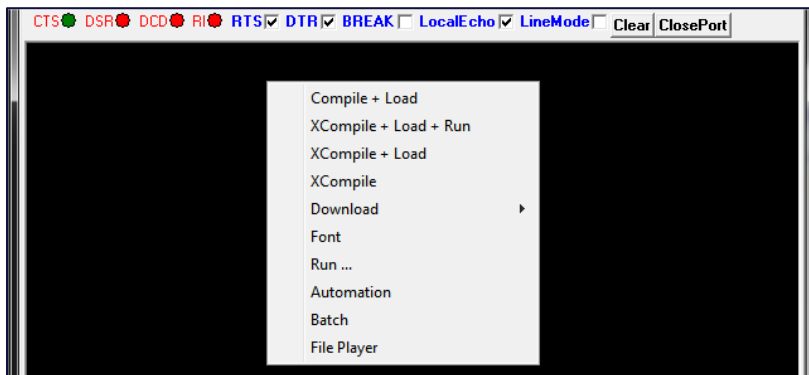 CTS DSR DCD RI RTS DTR BREAK LocalEcho LineMode Clear ClosePort
Compile + Load
XCompile + Load + Run
XCompile + Load
XCompile
Download
Font
Run ...
Automation
Batch
File Player